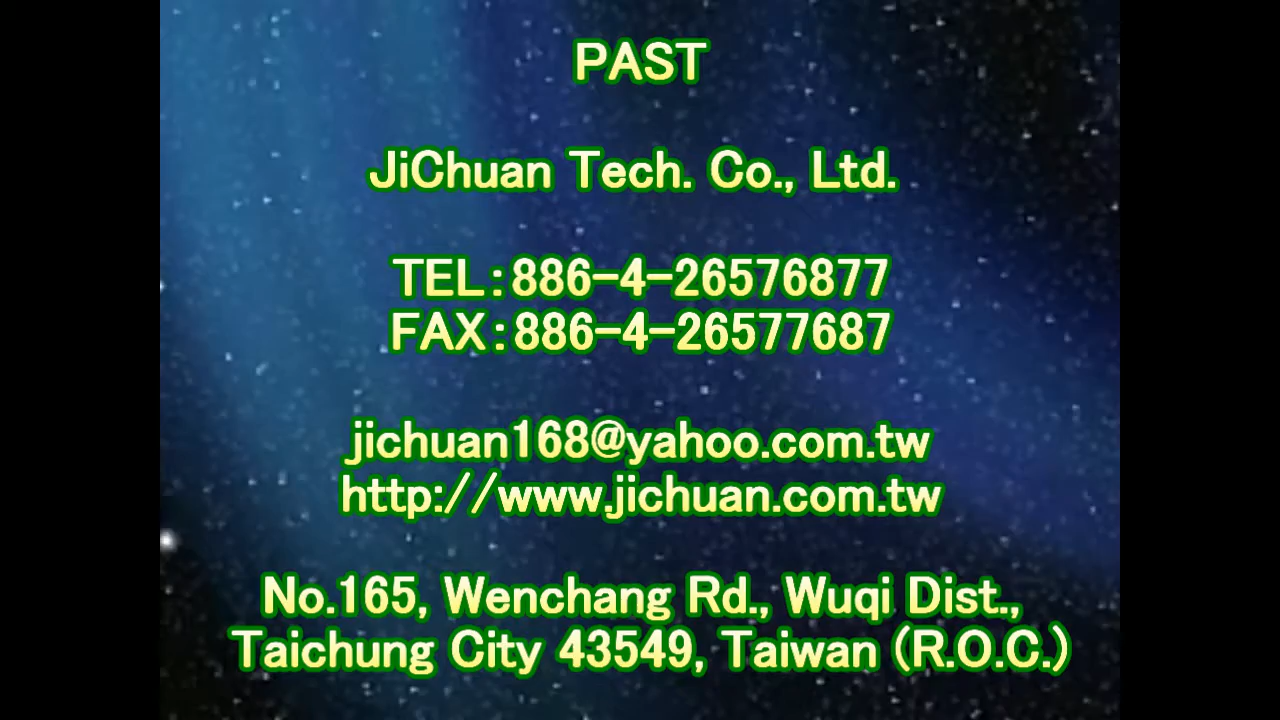 PAST
JiChuan Tech. Co., Ltd.
TEL:886-4-26576877
FAX:886-4-26577687
jichuan168@yahoo.com.tw
http://www.jichuan.com.tw
No.165, Wenchang Rd., Wuqi Dist.,
Taichung City 43549, Taiwan (R.O.C.)